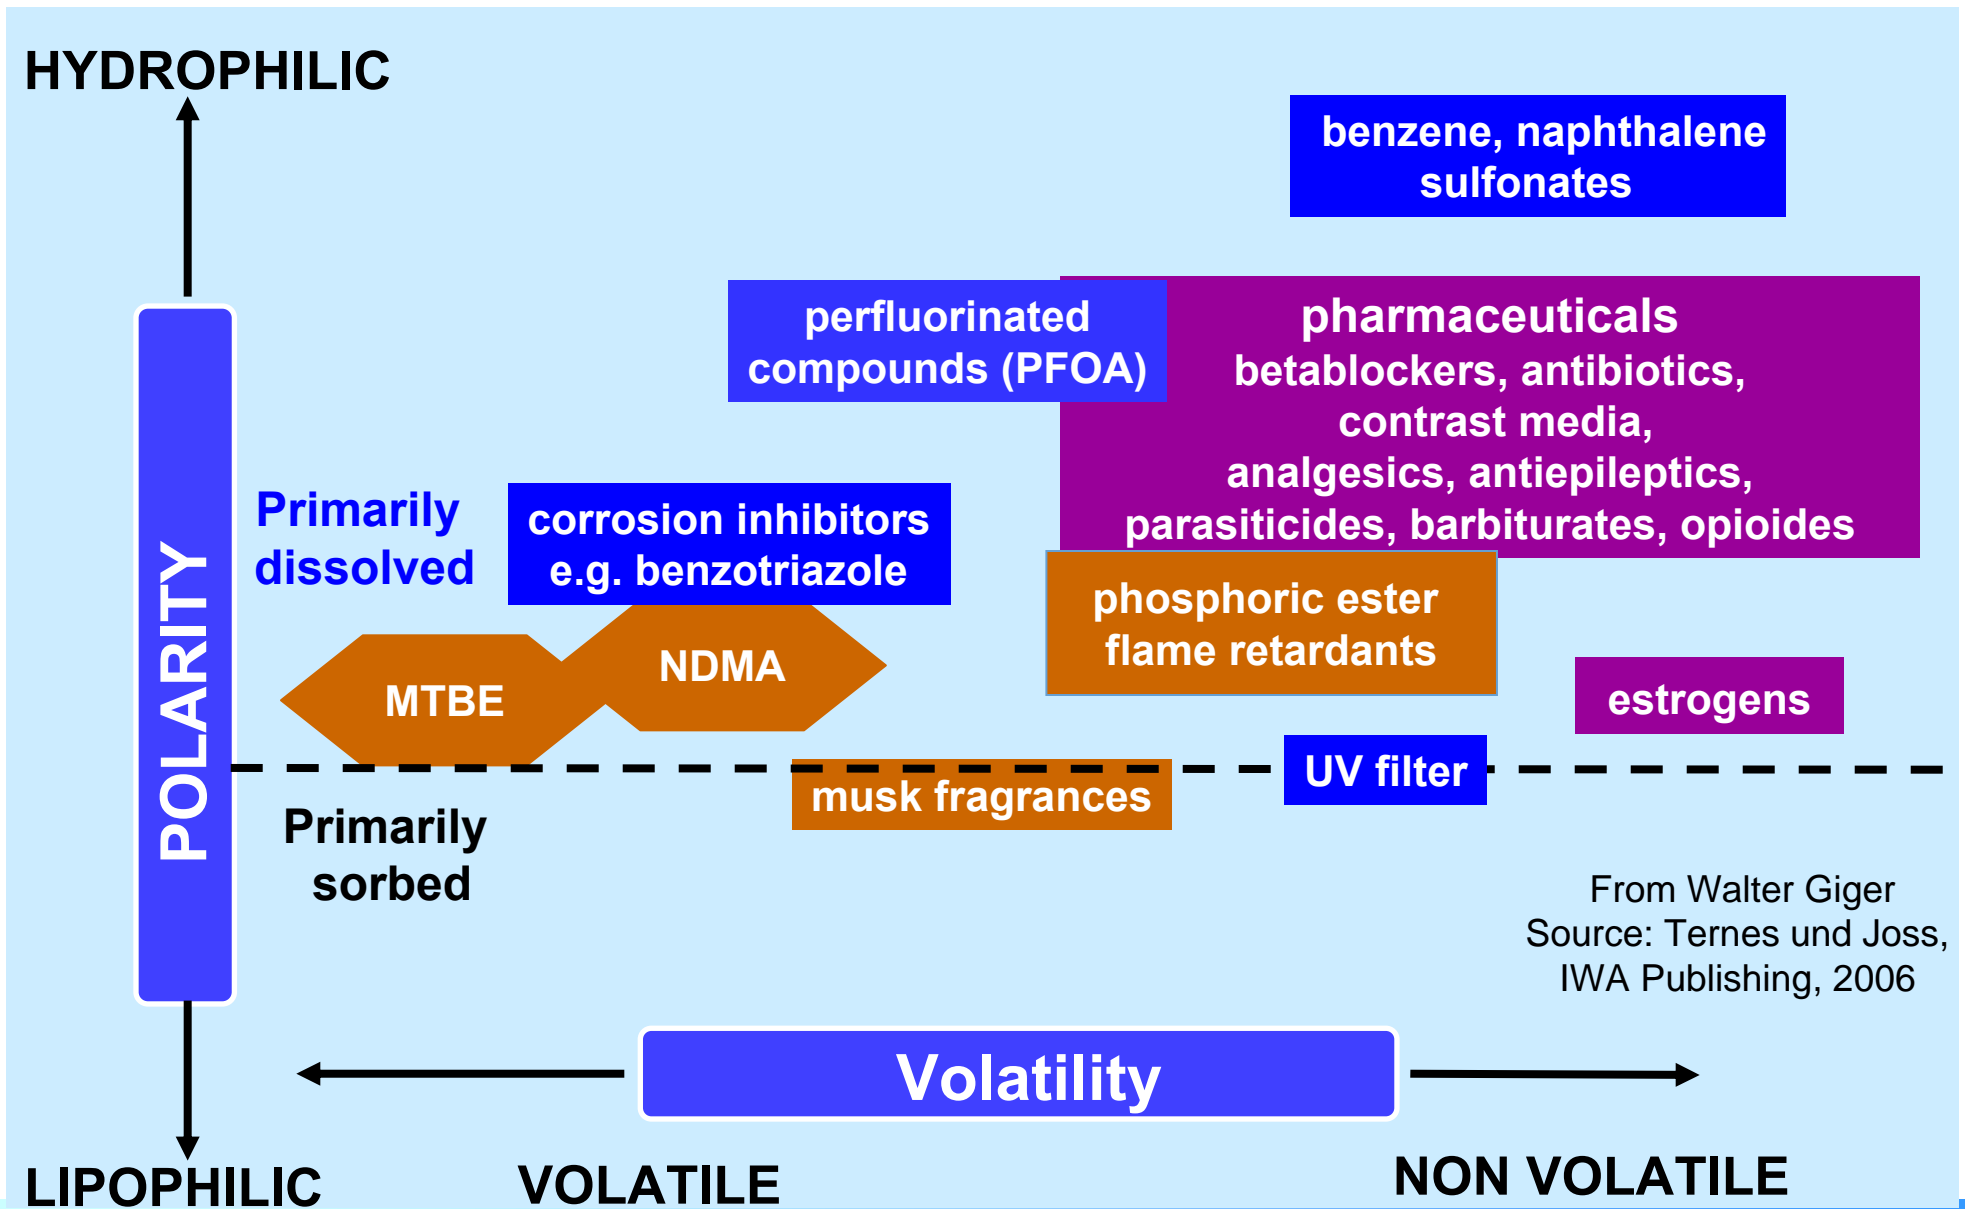 HYDROPHILIC
benzene, naphthalene
sulfonates
perfluorinated
compounds (PFOA)
pharmaceuticals
betablockers, antibiotics,
contrast media,
analgesics, antiepileptics,
parasiticides, barbiturates, opioides
Primarily
dissolved
corrosion inhibitors
e.g. benzotriazole
phosphoric ester
flame retardants
NDMA
MTBE
estrogens
POLARITY
UV filter
musk fragrances
Primarily
sorbed
From Walter Giger
Source: Ternes und Joss,
IWA Publishing, 2006
Volatility
LIPOPHILIC
VOLATILE
NON VOLATILE